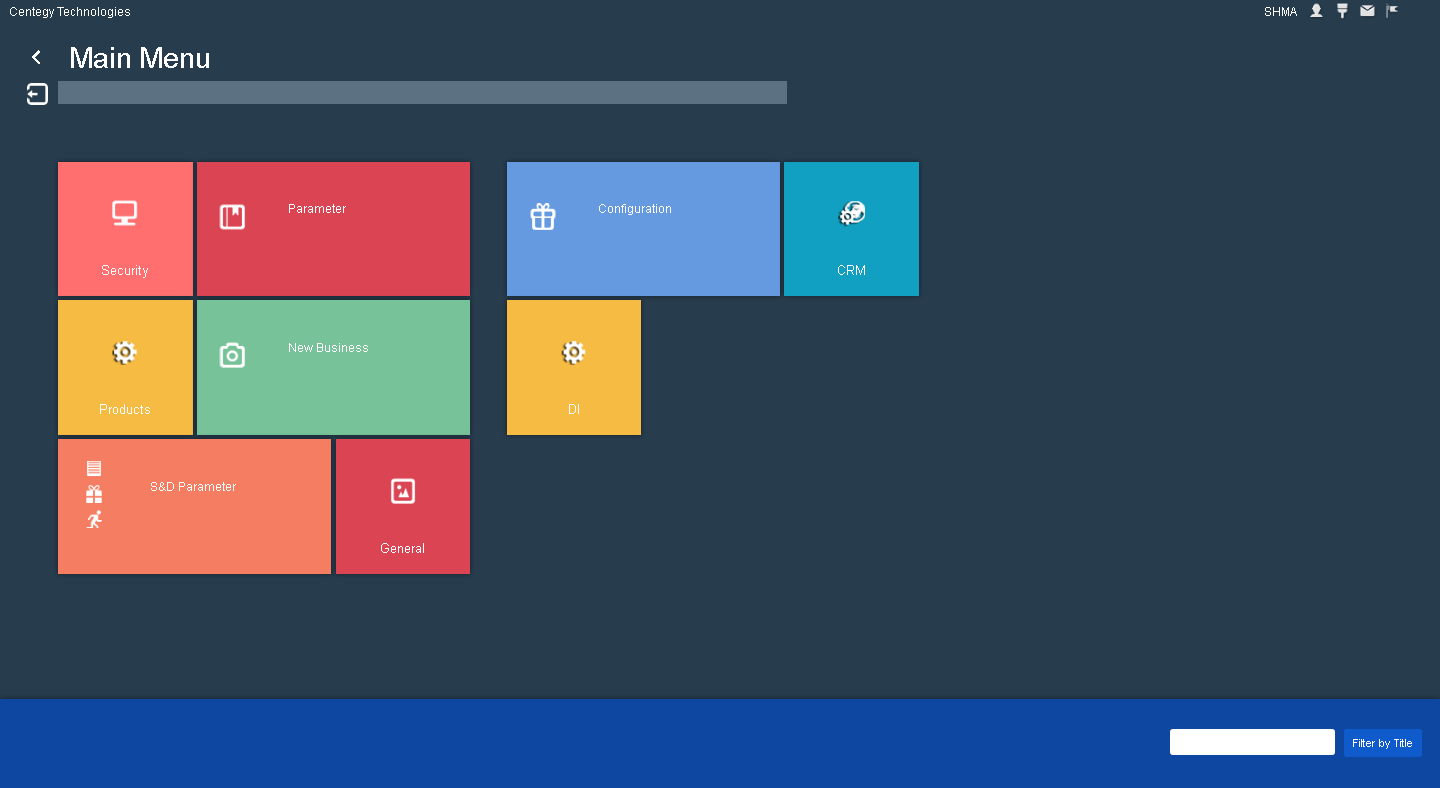 Centegy Technologies
SHMA
Main Menu
Security
Parameter
Configuration
CRM
Products
New Business
DI
S&D Parameter
General
Filter by Title